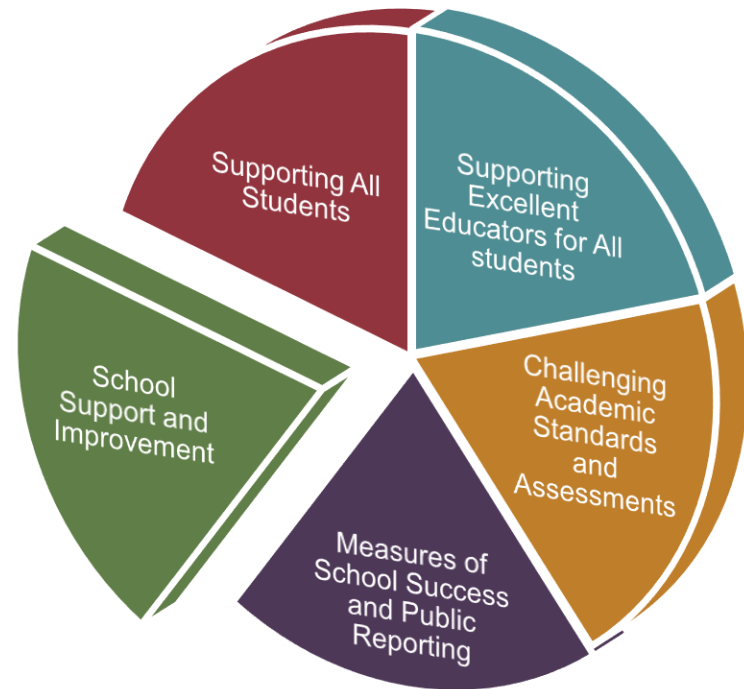 Supporting All
Students
Supporting
Excellent
Educators for All
students
Challenging
Academic
Standards
and
Assessments
Measures of
School Success
and Public
Reporting
School
Support and
Improvement